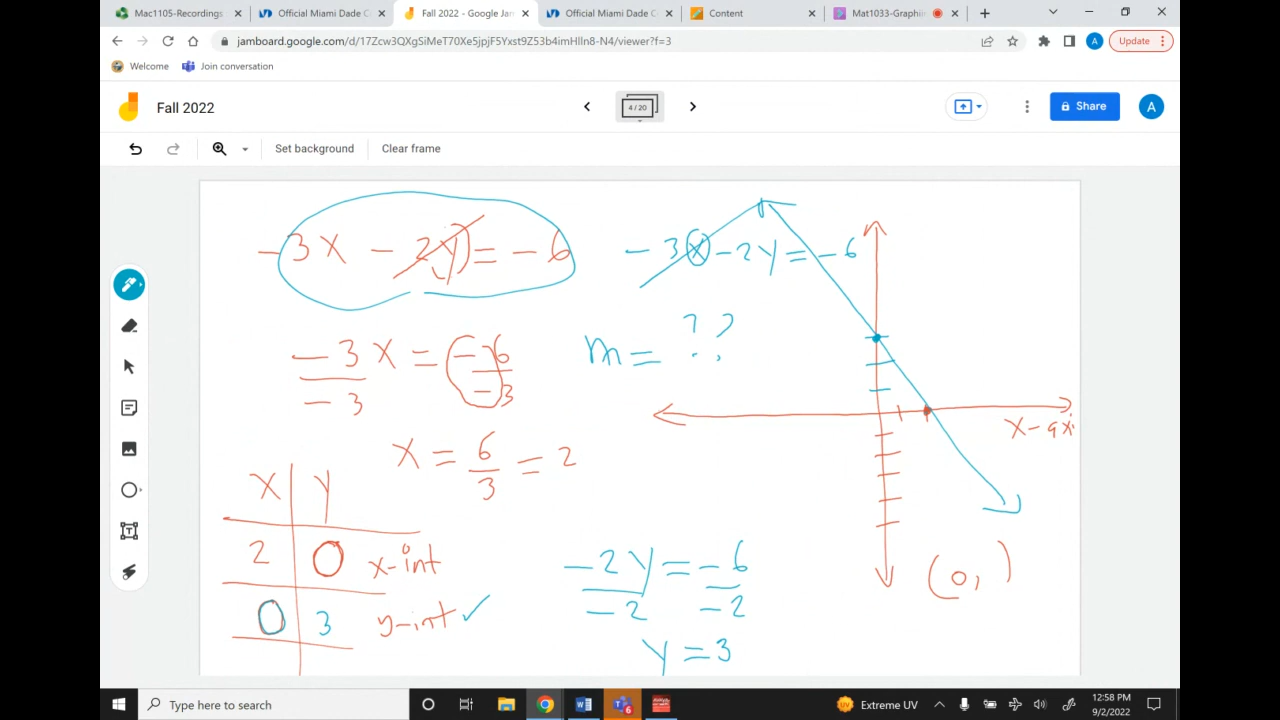 Mac1105-Recordings
Official Miami Dade C
Fall 2022 - Google Jam
Official Miami Dade C
Content
Mat1033-Graphin
jamboard.google.com/d/17Zcw3QXgSiMeT70Xe5jpjF5Yxst9Z53b4imHlln8-N4/viewer?f=3
A
Update
Welcome
Join conversation
Fall 2022
4 / 20
Share
A
Set background
Clear frame
-3X - 2y = -6
-3X - 2Y = -6
-3X = -6
-3 -3
m = ??
X = 6/3 = 2
X-axi
X Y
2 0 x-int
0 3 y-int ✓
-2Y = -6
-2 -2
Y = 3
(0, )
Type here to search
6
UV
Extreme UV
12:58 PM
9/2/2022